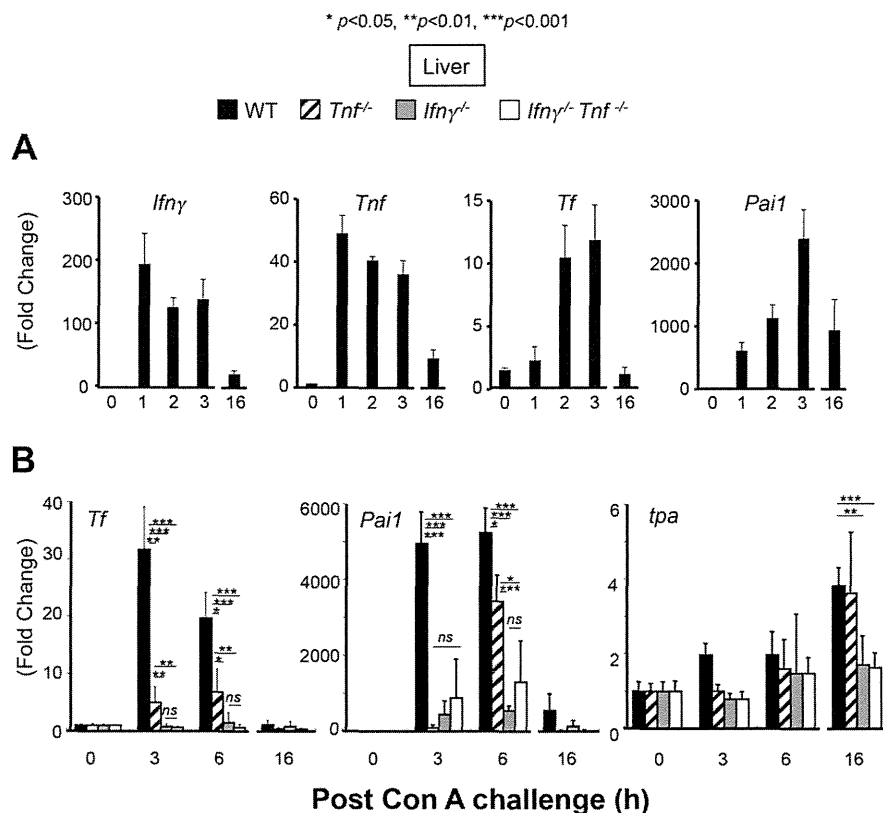 * p<0.05, **p<0.01, ***p<0.001
Liver
WT Tnf-/- Ifnγ-/- Ifnγ-/- Tnf -/-
A
(Fold Change)
Ifnγ
300
200
100
0
0 1 2 3 16
Tnf
60
40
20
0
0 1 2 3 16
Tf
15
10
5
0
0 1 2 3 16
Pai1
3000
2000
1000
0
0 1 2 3 16
B
(Fold Change)
Tf
40
30
20
10
0
***
***
**
**
**
ns
***
***
*
**
*
ns
0 3 6 16
Pai1
6000
4000
2000
0
***
***
***
ns
***
***
*
*
***
ns
0 3 6 16
tpa
6
4
2
0
***
**
0 3 6 16
Post Con A challenge (h)